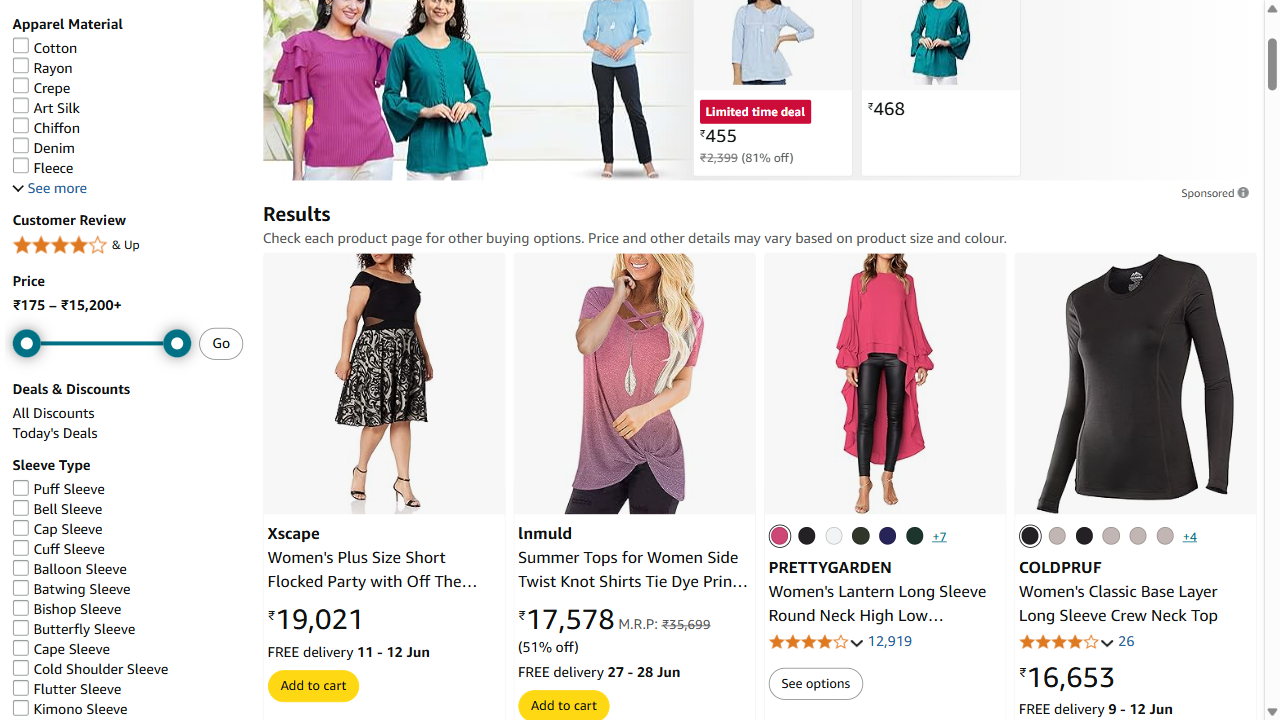 Apparel Material
Cotton
Rayon
Crepe
Art Silk
Chiffon
Denim
Fleece
See more
Customer Review
& Up
Price
₹175 – ₹15,200+
Go
Deals & Discounts
All Discounts
Today's Deals
Sleeve Type
Puff Sleeve
Bell Sleeve
Cap Sleeve
Cuff Sleeve
Balloon Sleeve
Batwing Sleeve
Bishop Sleeve
Butterfly Sleeve
Cape Sleeve
Cold Shoulder Sleeve
Flutter Sleeve
Kimono Sleeve
Limited time deal
₹455
₹2,399 (81% off)
₹468
Sponsored
Results
Check each product page for other buying options. Price and other details may vary based on product size and colour.
Xscape
Women's Plus Size Short
Flocked Party with Off The…
₹19,021
FREE delivery 11 - 12 Jun
Add to cart
lnmuld
Summer Tops for Women Side
Twist Knot Shirts Tie Dye Prin…
₹17,578 M.R.P: ₹35,699
(51% off)
FREE delivery 27 - 28 Jun
Add to cart
+7
PRETTYGARDEN
Women's Lantern Long Sleeve
Round Neck High Low…
12,919
See options
+4
COLDPRUF
Women's Classic Base Layer
Long Sleeve Crew Neck Top
26
₹16,653
FREE delivery 9 - 12 Jun